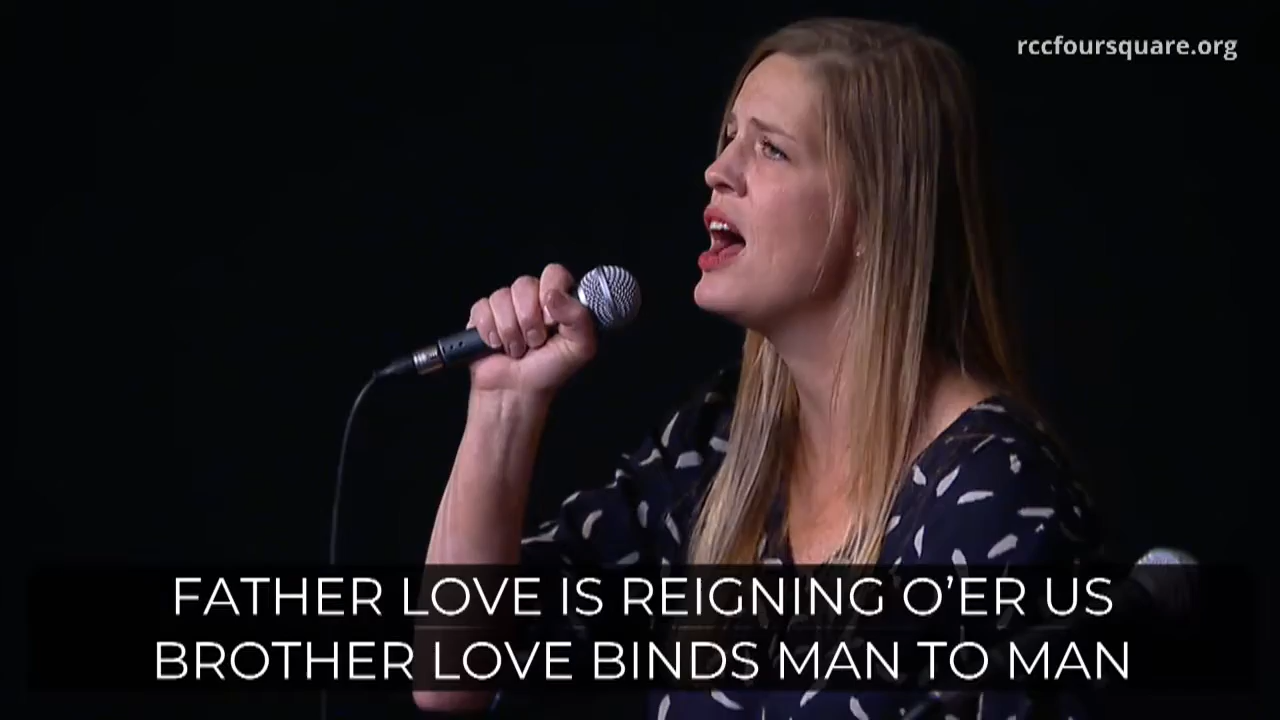 rccfoursquare.org
FATHER LOVE IS REIGNING O’ER US
BROTHER LOVE BINDS MAN TO MAN